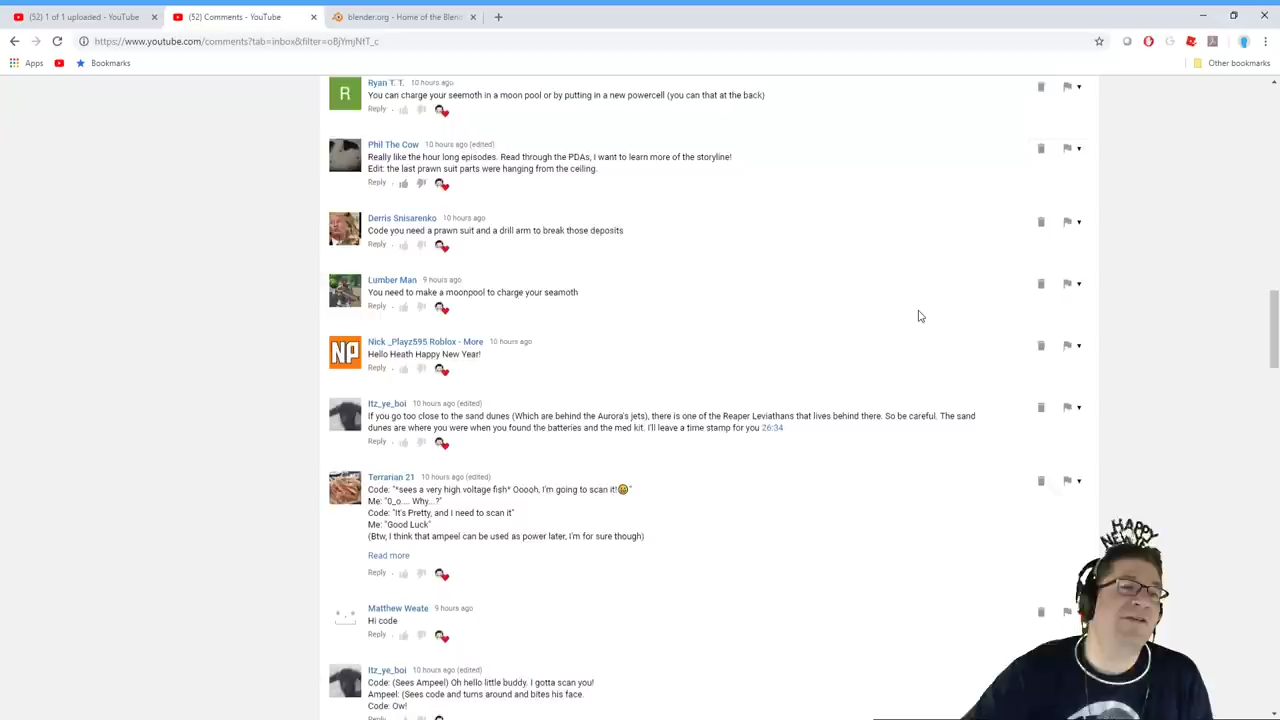 (52) 1 of 1 uploaded - YouTube
(52) Comments - YouTube
blender.org - Home of the Blen
https://www.youtube.com/comments?tab=inbox&filter=oBjYmjNtT_c
Apps
Bookmarks
Other bookmarks
Ryan T. T. 10 hours ago
You can charge your seemoth in a moon pool or by putting in a new powercell (you can that at the back)
Reply
Phil The Cow 10 hours ago (edited)
Really like the hour long episodes. Read through the PDAs, I want to learn more of the storyline!
Edit: the last prawn suit parts were hanging from the ceiling.
Reply
Derris Snisarenko 10 hours ago
Code you need a prawn suit and a drill arm to break those deposits
Reply
Lumber Man 9 hours ago
You need to make a moonpool to charge your seamoth
Reply
Nick _Playz595 Roblox - More 10 hours ago
Hello Heath Happy New Year!
Reply
Itz_ye_boi 10 hours ago (edited)
If you go too close to the sand dunes (Which are behind the Aurora's jets), there is one of the Reaper Leviathans that lives behind there. So be careful. The sand
dunes are where you were when you found the batteries and the med kit. I'll leave a time stamp for you 26:34
Reply
Terrarian 21 10 hours ago (edited)
Code: "*sees a very high voltage fish* Ooooh, I'm going to scan it!😄"
Me: "0_o.... Why...?"
Code: "It's Pretty, and I need to scan it"
Me: "Good Luck"
(Btw, I think that ampeel can be used as power later, I'm for sure though)
Read more
Reply
Matthew Weate 9 hours ago
Hi code
Reply
Itz_ye_boi 10 hours ago (edited)
Code: (Sees Ampeel) Oh hello little buddy. I gotta scan you!
Ampeel: (Sees code and turns around and bites his face.
Code: Ow!
Reply
R
NP
HAPPY
NEW